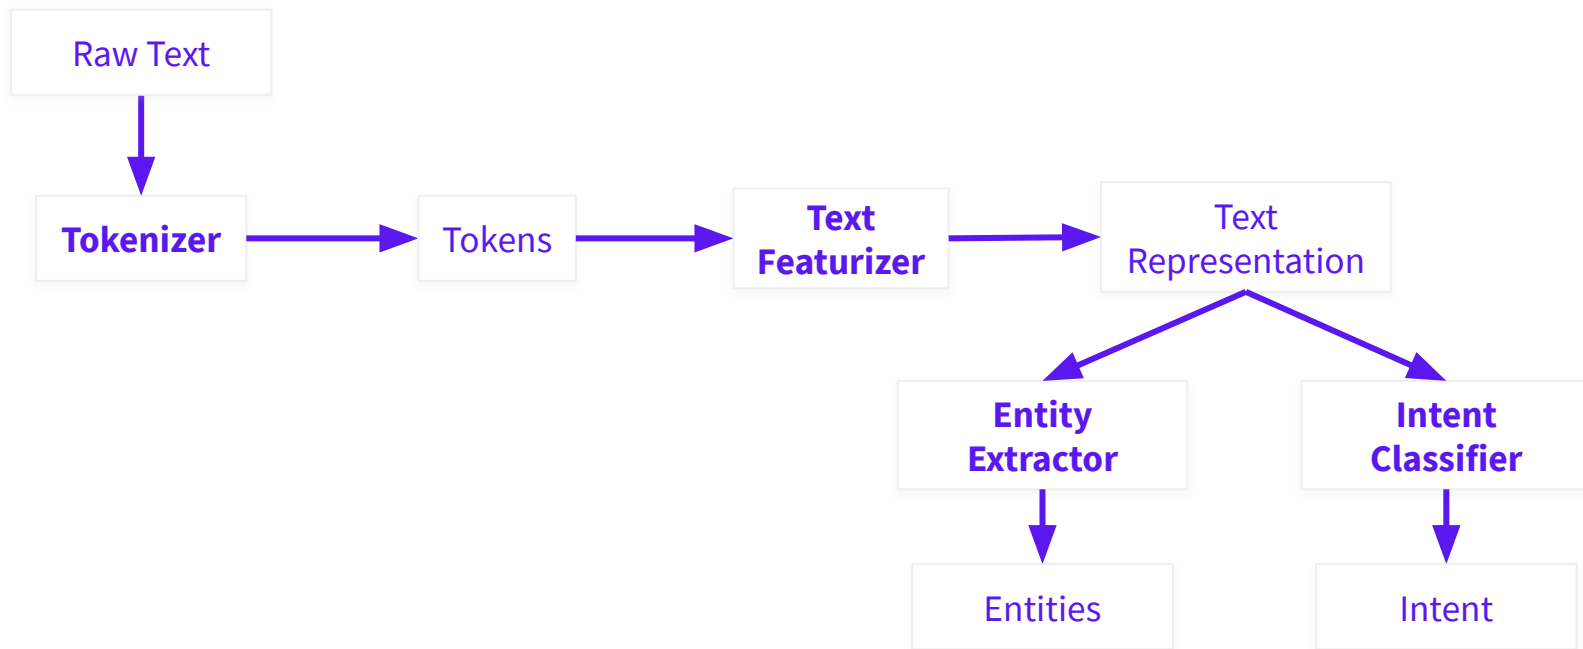 Raw Text
Tokenizer
Tokens
Text
Featurizer
Text
Representation
Entity
Extractor
Intent
Classifier
Entities
Intent